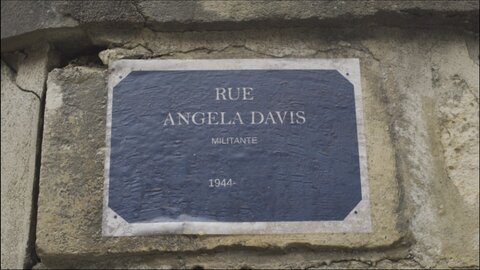 RUE
ANGELA DAVIS
MILITANTE
1944-